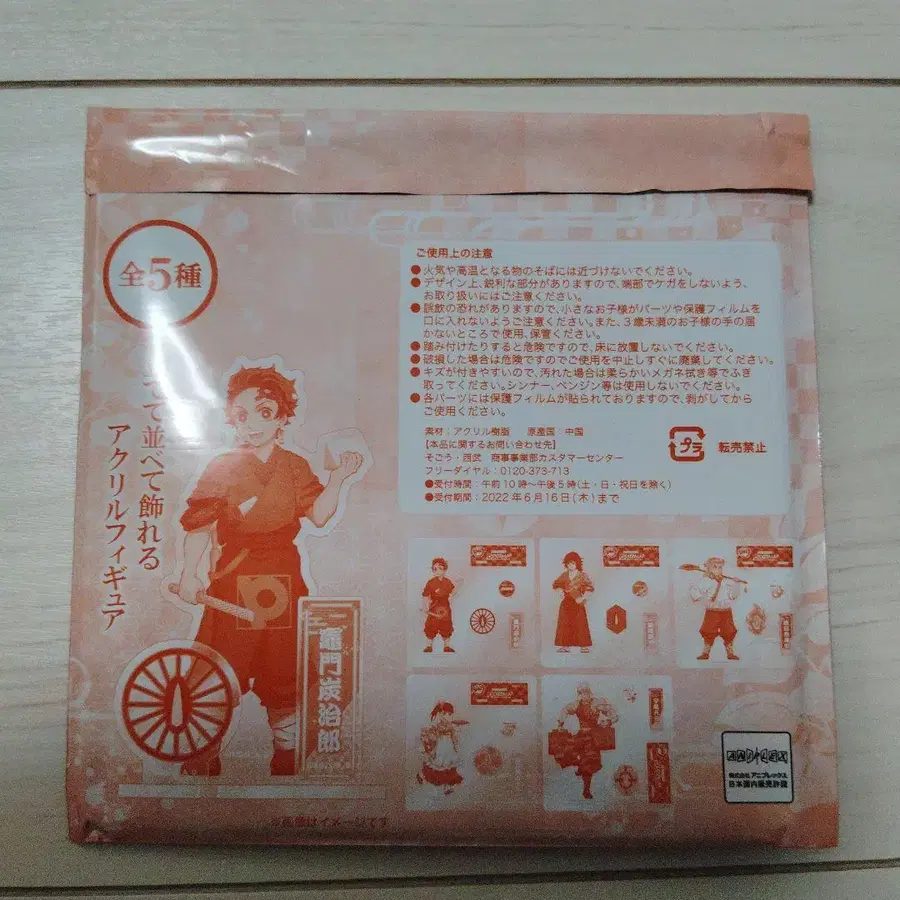 全5種
て並べて飾れる
アクリルフィギュア
竈門炭治郎
※画像はイメージです
ご使用上の注意
●火気や高温となる物のそばには近づけないでください。
●デザイン上、鋭利な部分がありますので、端部でケガをしないよう、
お取り扱いにはご注意ください。
●誤飲の恐れがありますので、小さなお子様がパーツや保護フィルムを
口に入れないようご注意ください。また、3歳未満のお子様の手の届
かないところで使用、保管ください。
●踏み付けたりすると危険ですので、床に放置しないでください。
●破損した場合は危険ですのでご使用を中止しすぐに廃棄してください。
●キズが付きやすいので、汚れた場合は柔らかいメガネ拭き等でふき
取ってください。シンナー、ベンジン等は使用しないでください。
●各パーツには保護フィルムが貼られておりますので、剥がしてから
ご使用ください。
素材：アクリル樹脂 原産国：中国
【本品に関するお問い合わせ先】
そごう・西武 商事事業部カスタマーセンター
フリーダイヤル：0120-373-713
●受付時間：午前10時〜午後5時（土・日・祝日を除く）
●受付期間：2022年6月16日（木）まで
プラ
転売禁止
株式会社アニプレックス
日本国内販売許諾